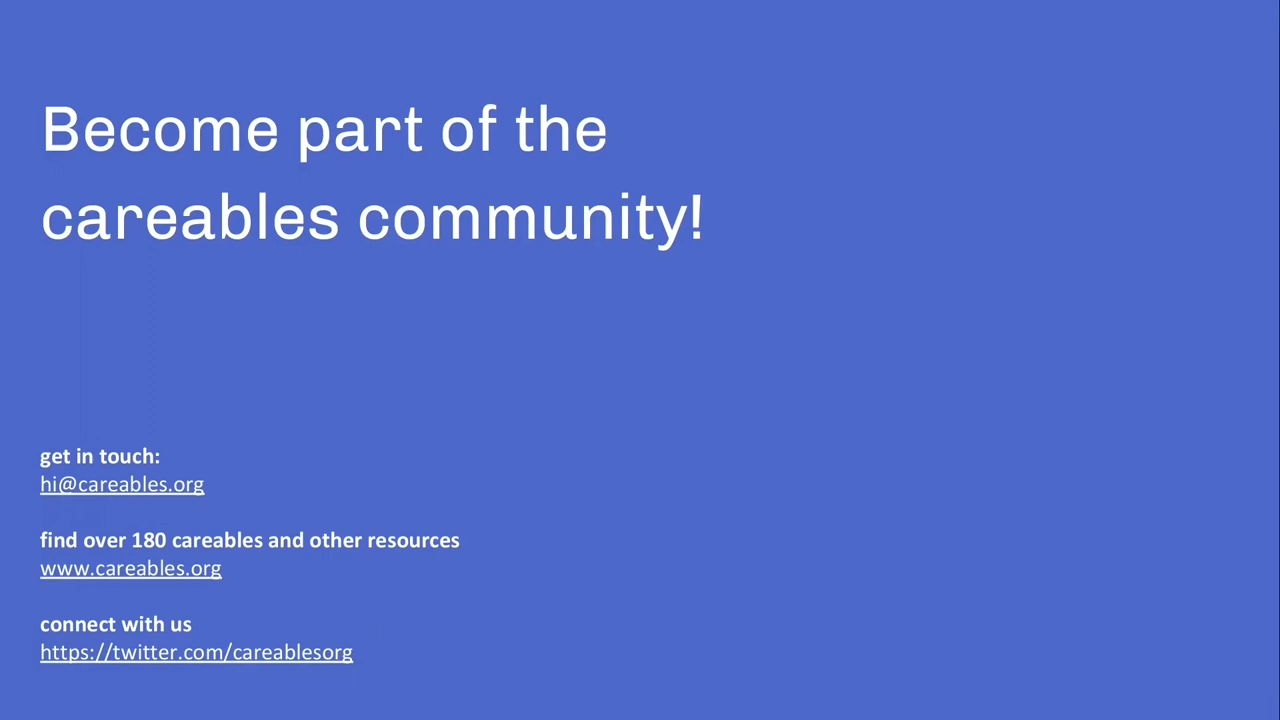 Become part of the
careables community!
get in touch:
hi@careables.org
find over 180 careables and other resources
www.careables.org
connect with us
https://twitter.com/careablesorg